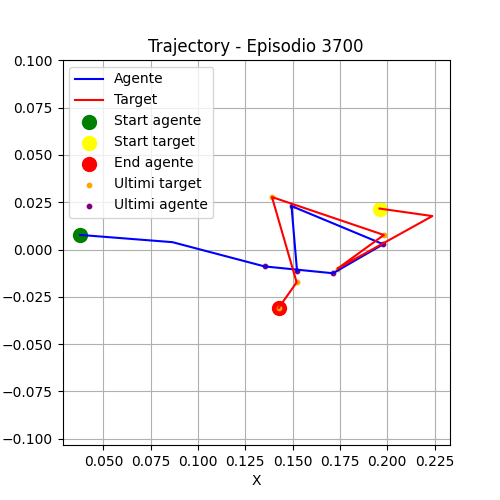 Trajectory - Episodio 3700
0.100
0.075
0.050
0.025
0.000
−0.025
−0.050
−0.075
−0.100
Agente
Target
Start agente
Start target
End agente
Ultimi target
Ultimi agente
0.050 0.075 0.100 0.125 0.150 0.175 0.200 0.225
X